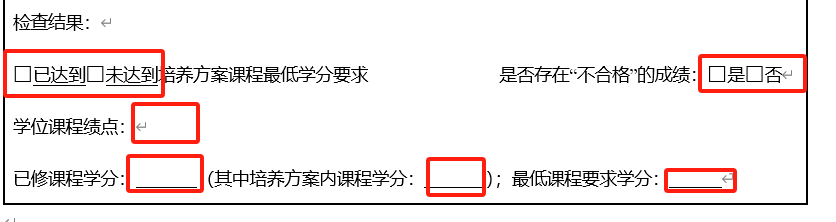 检查结果：
□已达到□未达到培养方案课程最低学分要求 是否存在“不合格”的成绩：□是□否
学位课程绩点：
已修课程学分：______（其中培养方案内课程学分：______）；最低课程要求学分：______